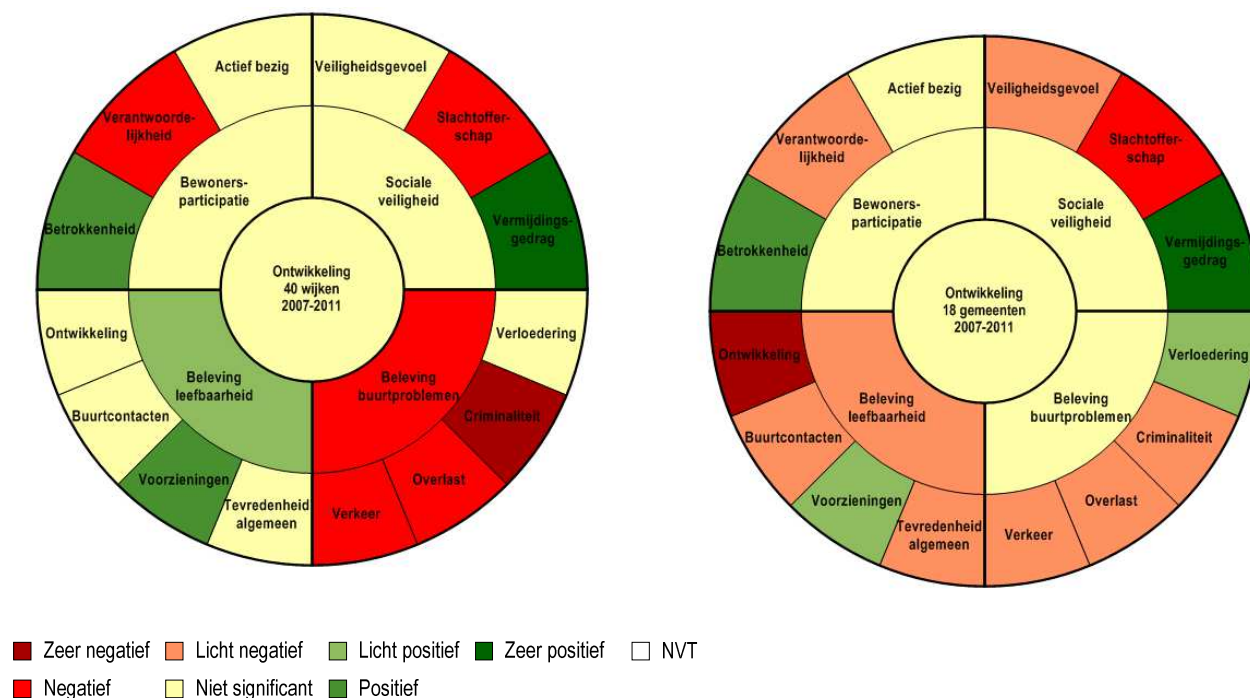 Actief bezig
Veiligheidsgevoel
Verantwoorde-
lijkheid
Slachtoffer-
schap
Bewoners-
participatie
Sociale
veiligheid
Betrokkenheid
Vermijdings-
gedrag
Ontwikkeling
40 wijken
2007-2011
Ontwikkeling
Verloedering
Beleving
leefbaarheid
Beleving
buurtproblemen
Buurtcontacten
Criminaliteit
Voorzieningen
Overlast
Tevredenheid
algemeen
Verkeer
Actief bezig
Veiligheidsgevoel
Verantwoorde-
lijkheid
Slachtoffer-
schap
Bewoners-
participatie
Sociale
veiligheid
Betrokkenheid
Vermijdings-
gedrag
Ontwikkeling
18 gemeenten
2007-2011
Ontwikkeling
Verloedering
Beleving
leefbaarheid
Beleving
buurtproblemen
Buurtcontacten
Criminaliteit
Voorzieningen
Overlast
Tevredenheid
algemeen
Verkeer
Zeer negatief
Licht negatief
Licht positief
Zeer positief
NVT
Negatief
Niet significant
Positief